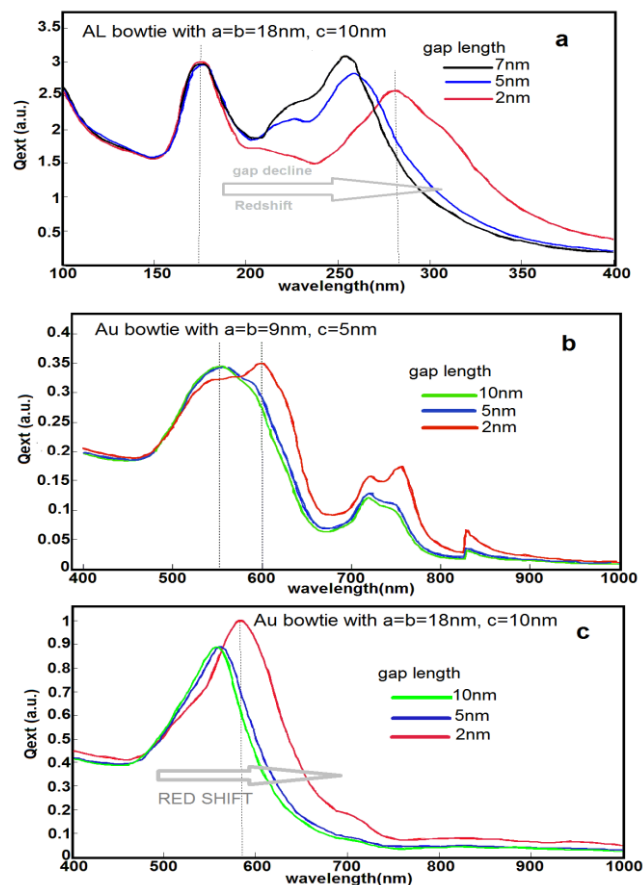 AL bowtie with a=b=18nm, c=10nm
a
gap length
7nm
5nm
2nm
3.5
3
2.5
2
1.5
1
0.5
Qext (a.u.)
gap decline
Redshift
100 150 200 250 300 350 400
wavelength(nm)
Au bowtie with a=b=9nm, c=5nm
b
gap length
10nm
5nm
2nm
0.4
0.35
0.3
0.25
0.2
0.15
0.1
0.05
0
Qext (a.u.)
400 500 600 700 800 900 1000
wavelength(nm)
Au bowtie with a=b=18nm, c=10nm
c
gap length
10nm
5nm
2nm
1
0.9
0.8
0.7
0.6
0.5
0.4
0.3
0.2
0.1
0
Qext (a.u.)
RED SHIFT
400 500 600 700 800 900 1000
wavelength(nm)